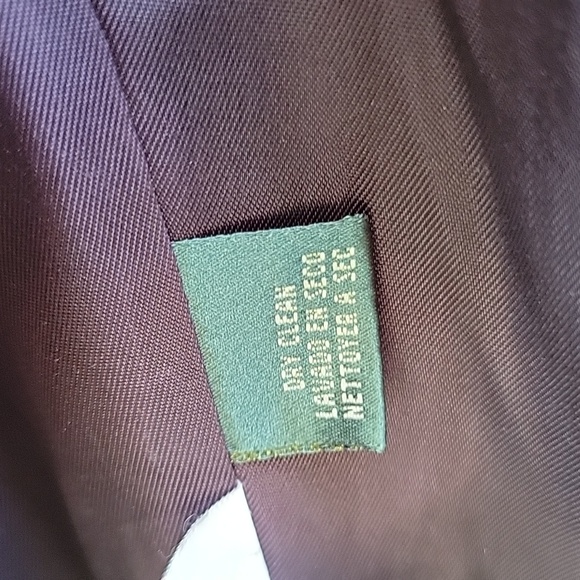 DRY CLEAN
LAVADO EN SECO
NETTOYER A SEC